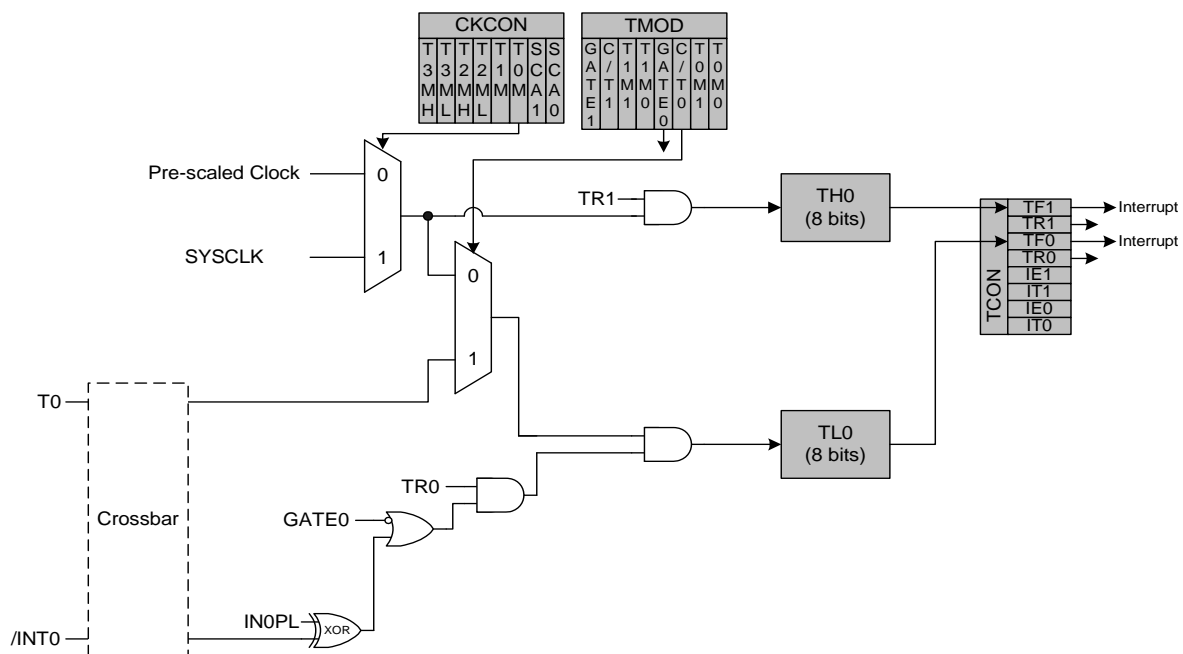 CKCON
T3MH
T3ML
T2MH
T2ML
T1M
T0M
SCA1
SCA0
TMOD
GATE1
C/T1
T1M1
T1M0
GATE0
C/T0
T0M1
T0M0
Pre-scaled Clock
0
1
SYSCLK
TR1
TH0
(8 bits)
TF1
TR1
TF0
TR0
IE1
IT1
IE0
IT0
TCON
Interrupt
Interrupt
0
1
T0
Crossbar
TL0
(8 bits)
TR0
GATE0
IN0PL
XOR
/INT0